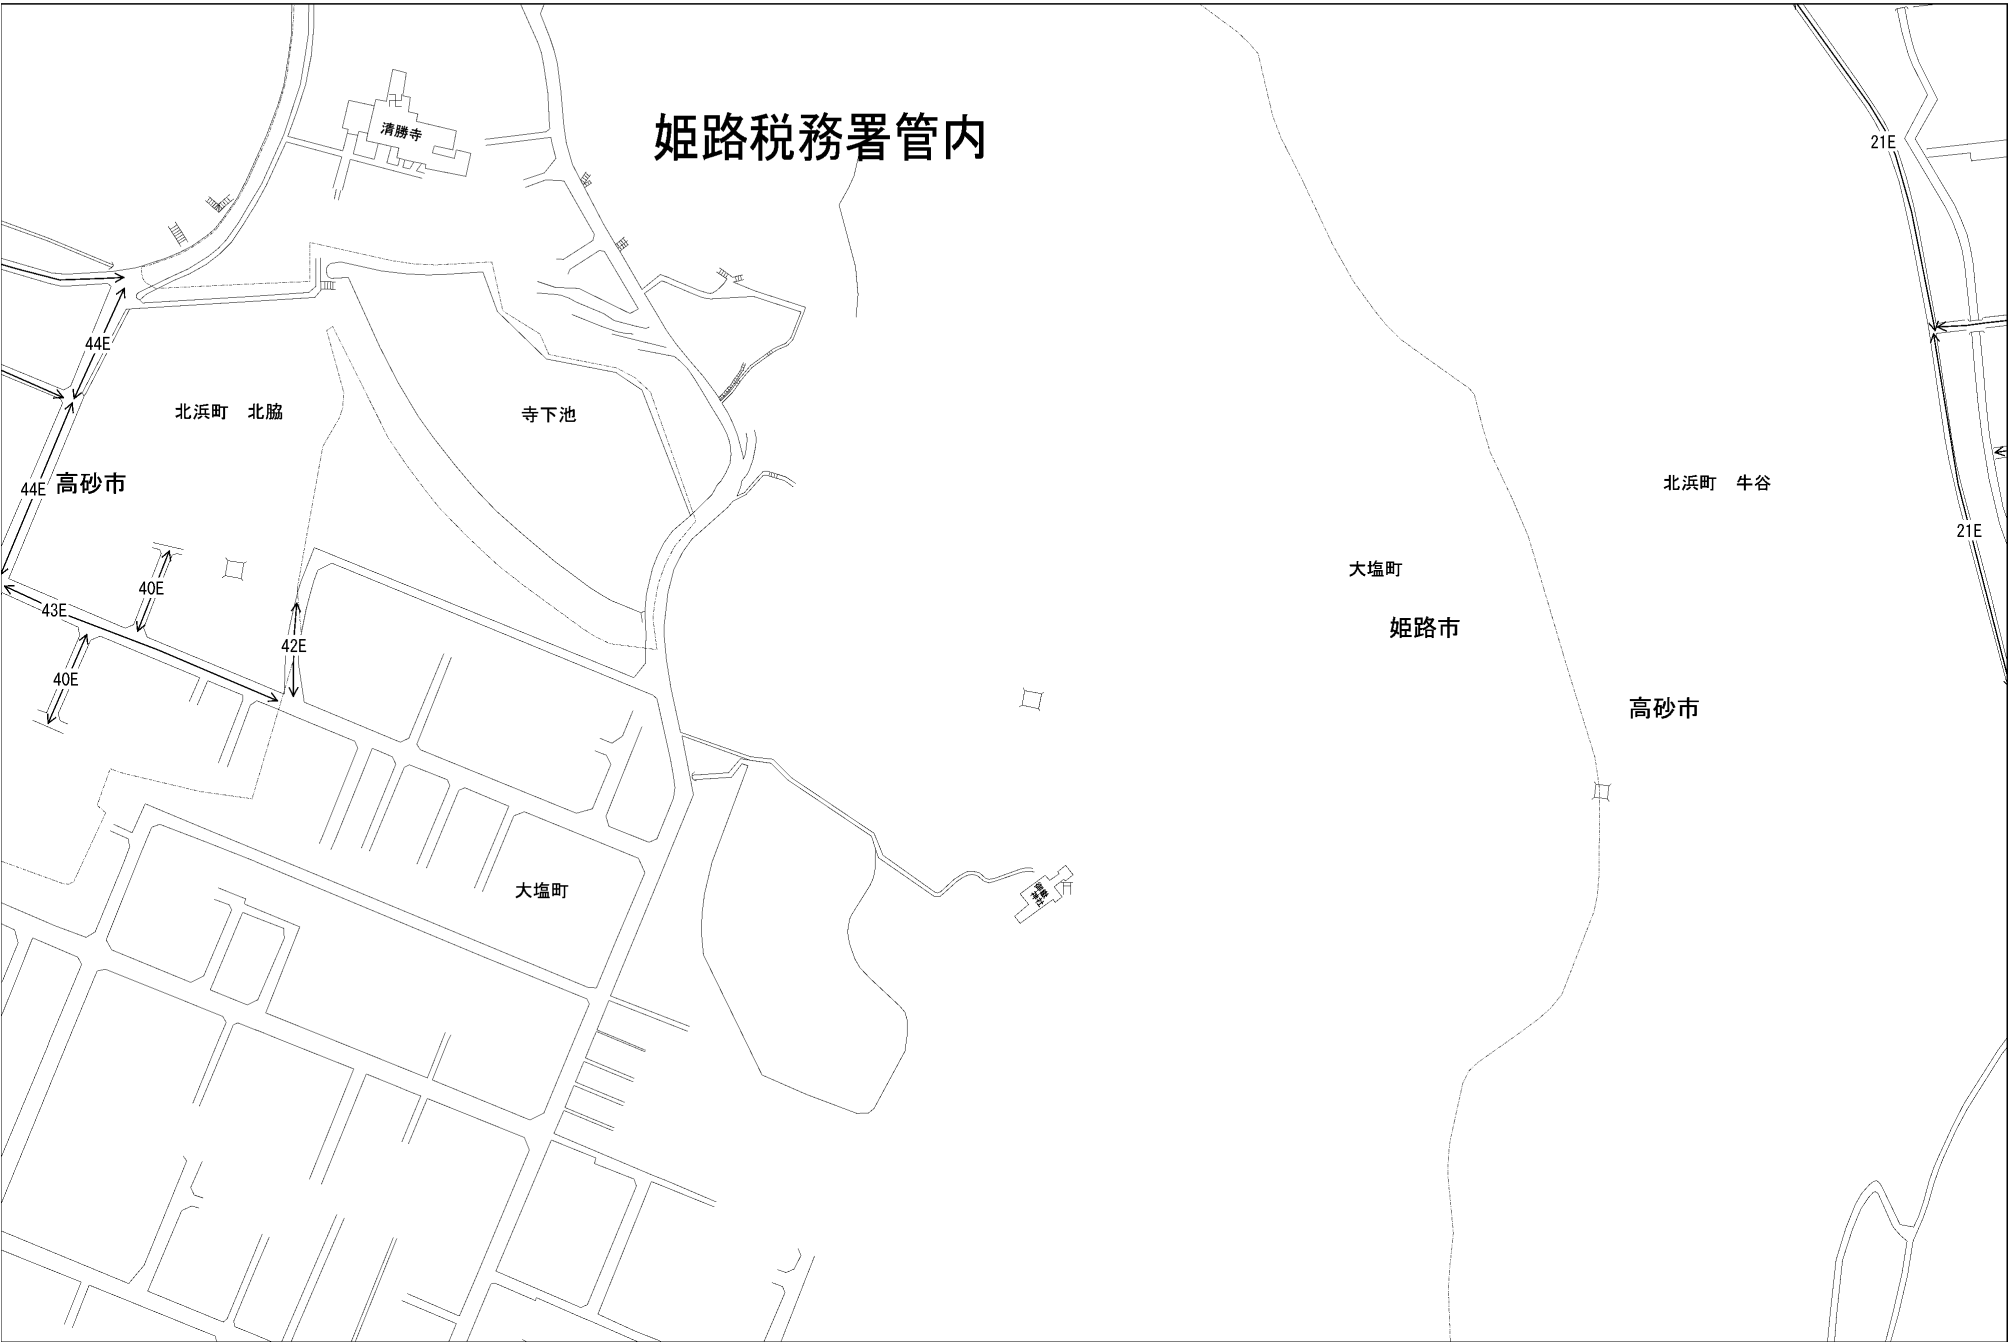 清勝寺
姫路税務署管内
21E
44E
北浜町　北脇
寺下池
44E
高砂市
北浜町　牛谷
21E
大塩町
40E
43E
姫路市
42E
40E
高砂市
大塩町